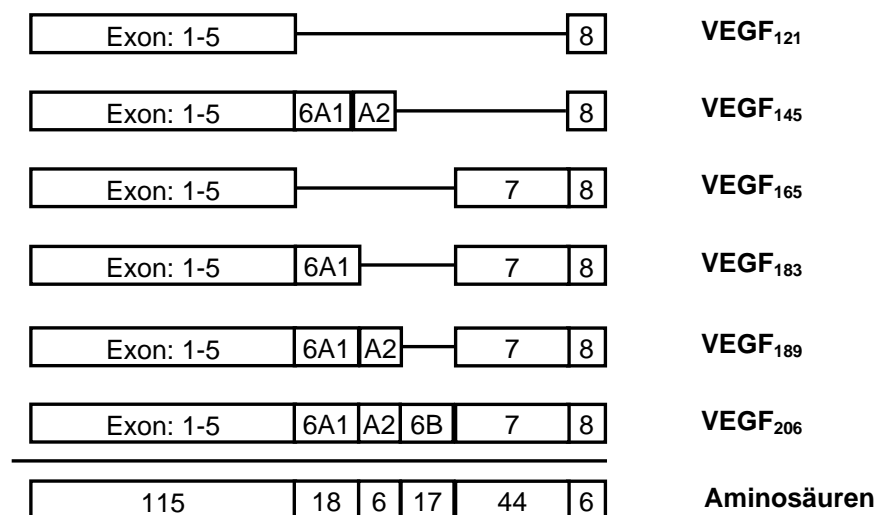 Exon: 1-5 8 VEGF₁₂₁
Exon: 1-5 6A1 A2 8 VEGF₁₄₅
Exon: 1-5 7 8 VEGF₁₆₅
Exon: 1-5 6A1 7 8 VEGF₁₈₃
Exon: 1-5 6A1 A2 7 8 VEGF₁₈₉
Exon: 1-5 6A1 A2 6B 7 8 VEGF₂₀₆
115 18 6 17 44 6 Aminosäuren